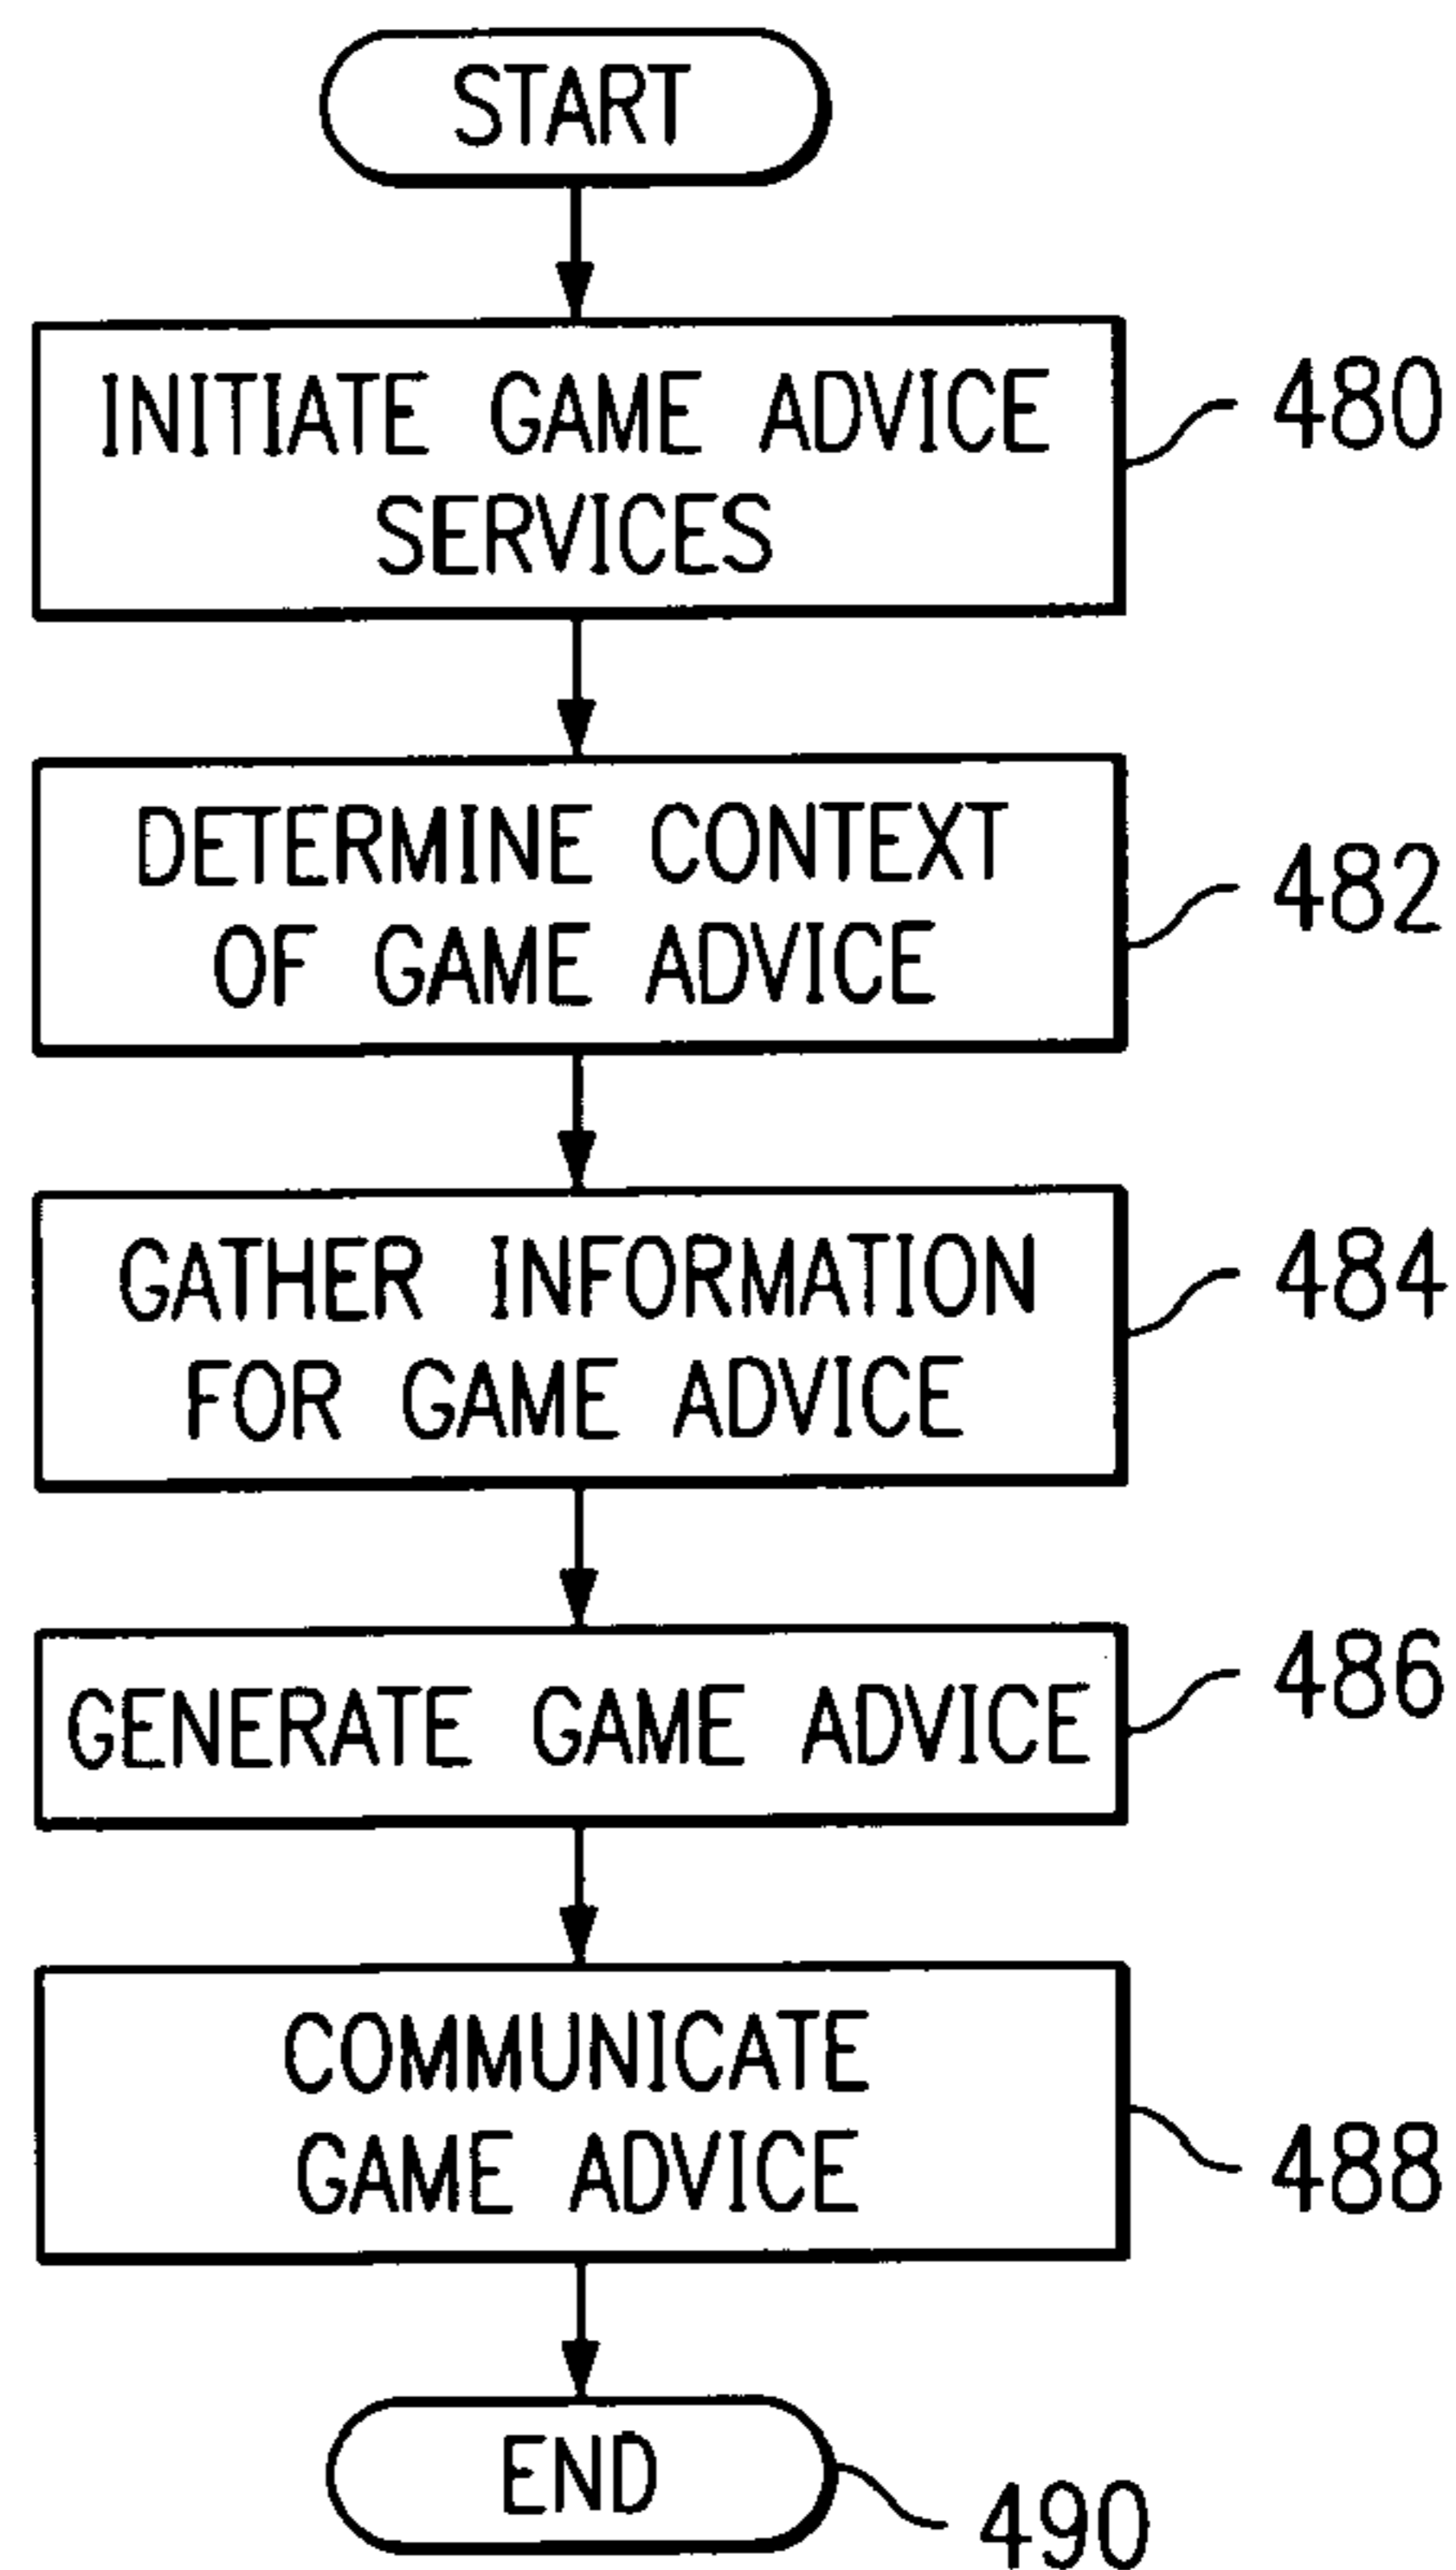 START
INITIATE GAME ADVICE
SERVICES
480
DETERMINE CONTEXT
OF GAME ADVICE
482
GATHER INFORMATION
FOR GAME ADVICE
484
GENERATE GAME ADVICE
486
COMMUNICATE
GAME ADVICE
488
END
490